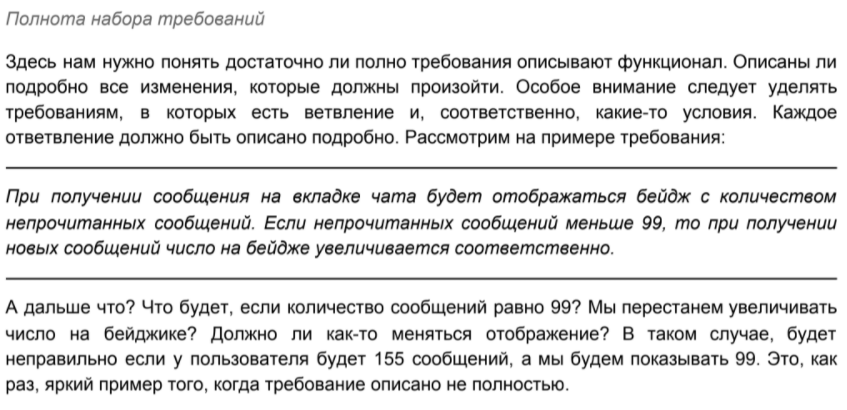 Полнота набора требований
Здесь нам нужно понять достаточно ли полно требования описывают функционал. Описаны ли
подробно все изменения, которые должны произойти. Особое внимание следует уделять
требованиям, в которых есть ветвление и, соответственно, какие-то условия. Каждое
ответвление должно быть описано подробно. Рассмотрим на примере требования:
При получении сообщения на вкладке чата будет отображаться бейдж с количеством
непрочитанных сообщений. Если непрочитанных сообщений меньше 99, то при получении
новых сообщений число на бейдже увеличивается соответственно.
А дальше что? Что будет, если количество сообщений равно 99? Мы перестанем увеличивать
число на бейджике? Должно ли как-то меняться отображение? В таком случае, будет
неправильно если у пользователя будет 155 сообщений, а мы будем показывать 99. Это, как
раз, яркий пример того, когда требование описано не полностью.